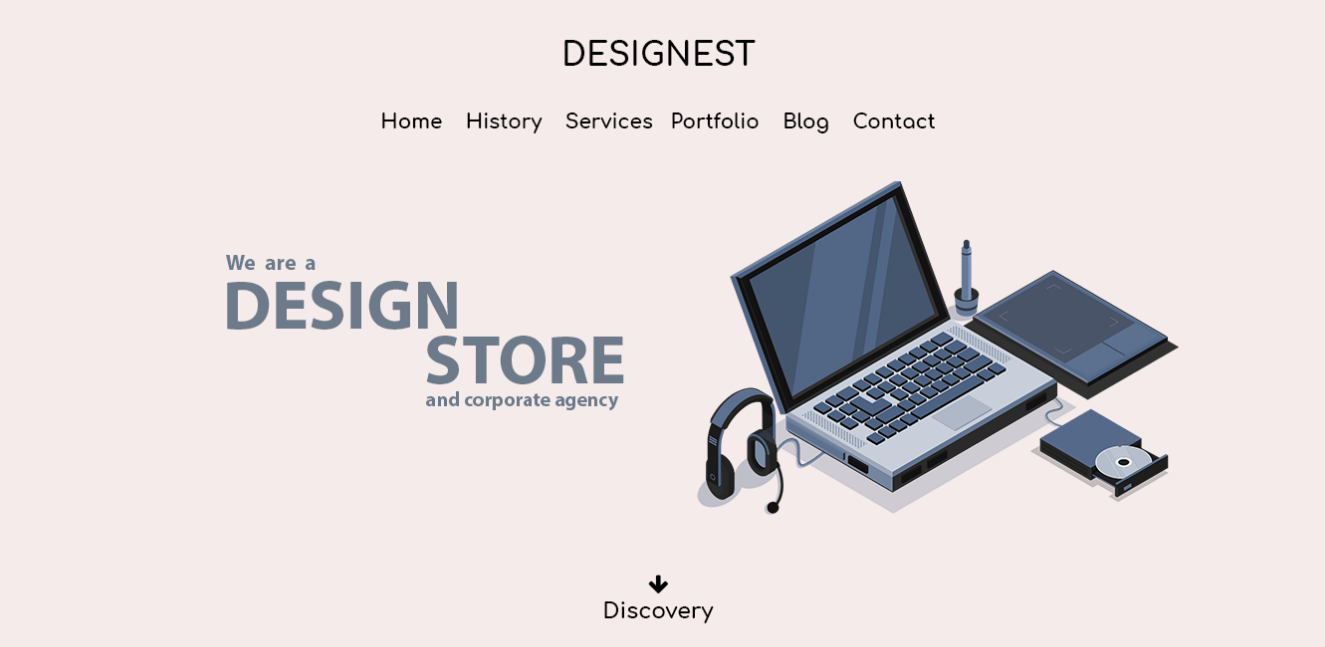 DESIGNEST
Home History Services Portfolio Blog Contact
We are a
DESIGN
STORE
and corporate agency
Discovery